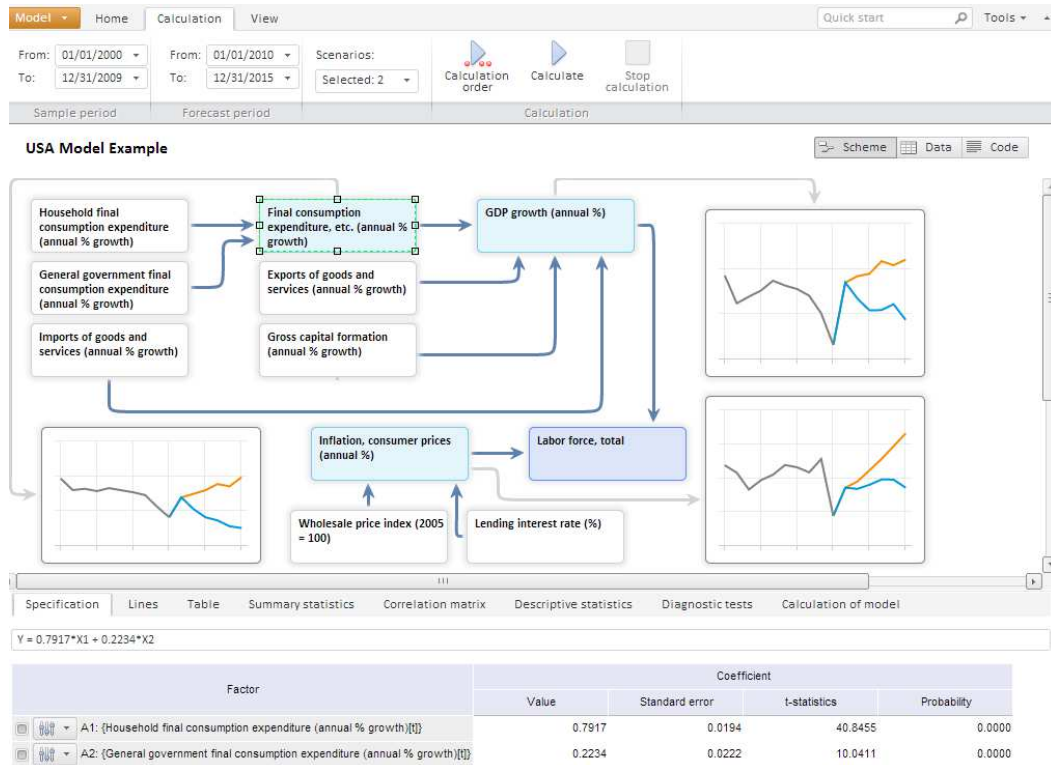 Model Home Calculation View Quick start Tools
From: 01/01/2000 From: 01/01/2010 Scenarios:
To: 12/31/2009 To: 12/31/2015 Selected: 2
Calculation
order
Calculate
Stop
calculation
Sample period Forecast period Calculation
USA Model Example
Scheme Data Code
Household final
consumption expenditure
(annual % growth)
Final consumption
expenditure, etc. (annual %
growth)
GDP growth (annual %)
General government final
consumption expenditure
(annual % growth)
Exports of goods and
services (annual % growth)
Imports of goods and
services (annual % growth)
Gross capital formation
(annual % growth)
Inflation, consumer prices
(annual %)
Labor force, total
Wholesale price index (2005
= 100)
Lending interest rate (%)
Specification Lines Table Summary statistics Correlation matrix Descriptive statistics Diagnostic tests Calculation of model
Y = 0.7917*X1 + 0.2234*X2
Factor
Coefficient
Value Standard error t-statistics Probability
A1: {Household final consumption expenditure (annual % growth)[t]} 0.7917 0.0194 40.8455 0.0000
A2: {General government final consumption expenditure (annual % growth)[t]} 0.2234 0.0222 10.0411 0.0000